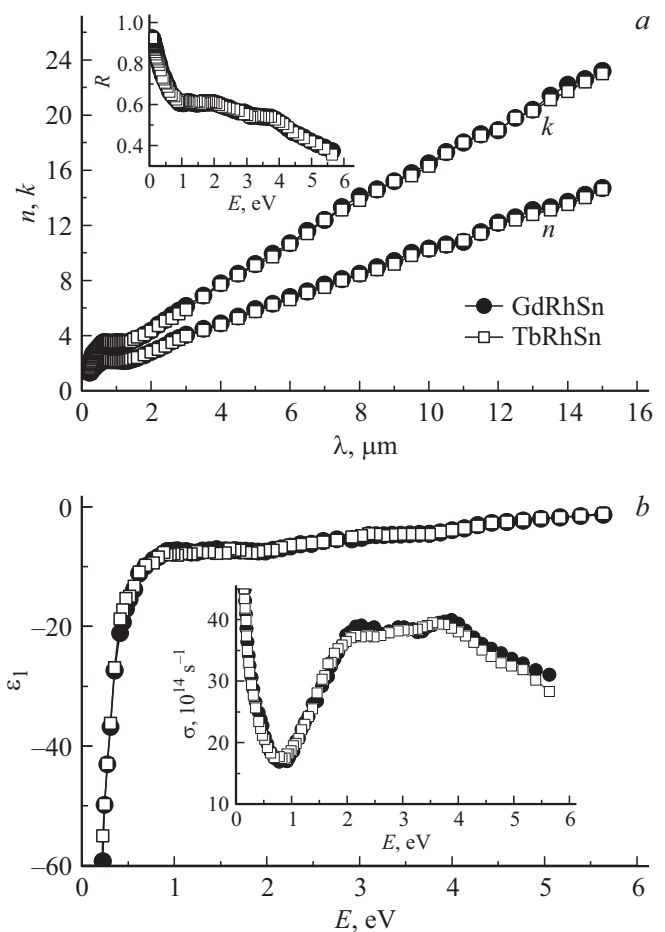 a
24
20
16
12
8
4
0
n, k
1.0
0.8
0.6
0.4
R
0 1 2 3 4 5 6
E, eV
k
n
GdRhSn
TbRhSn
0 2 4 6 8 10 12 14 16
λ, μm
b
0
−20
−40
−60
ε₁
40
30
20
10
σ, 10¹⁴ s⁻¹
0 1 2 3 4 5 6
E, eV
0 1 2 3 4 5 6
E, eV